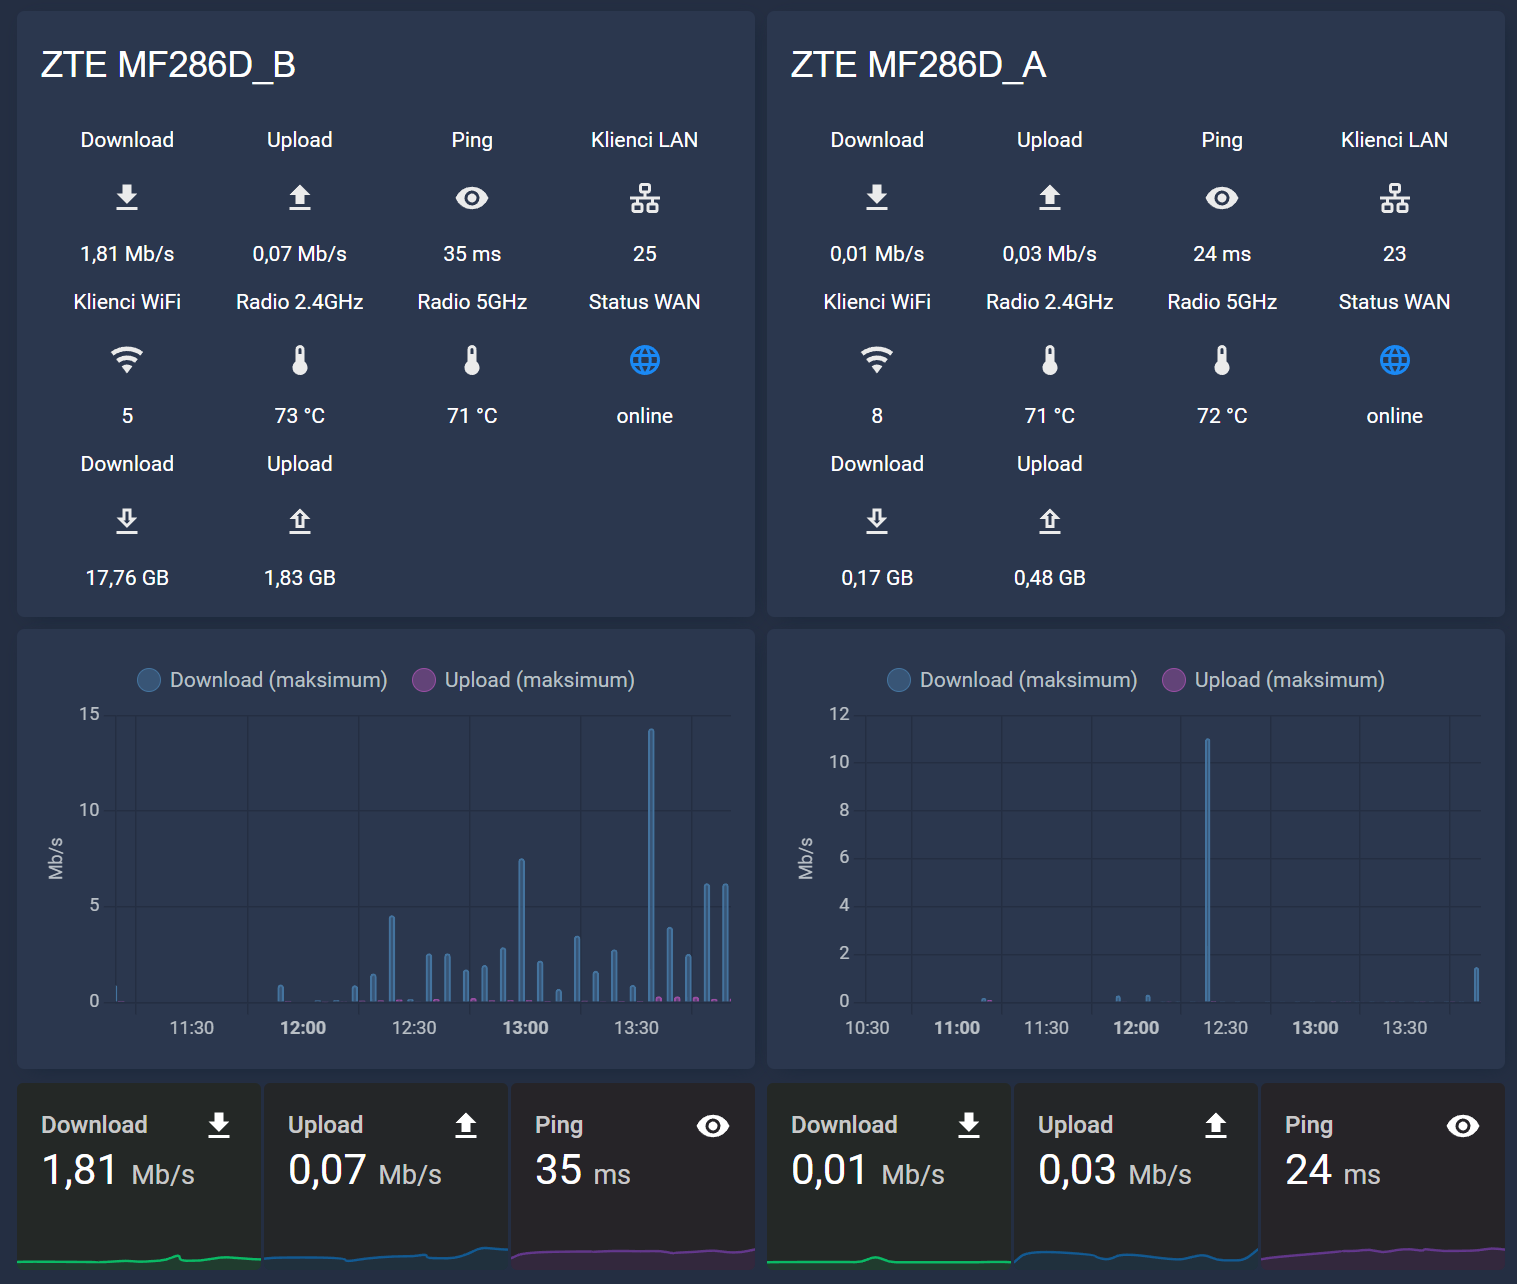 ZTE MF286D_B
Download Upload Ping Klienci LAN
1,81 Mb/s 0,07 Mb/s 35 ms 25
Klienci WiFi Radio 2.4GHz Radio 5GHz Status WAN
5 73 °C 71 °C online
Download Upload
17,76 GB 1,83 GB
ZTE MF286D_A
Download Upload Ping Klienci LAN
0,01 Mb/s 0,03 Mb/s 24 ms 23
Klienci WiFi Radio 2.4GHz Radio 5GHz Status WAN
8 71 °C 72 °C online
Download Upload
0,17 GB 0,48 GB
Download (maksimum) Upload (maksimum)
15
10
5
0
Mb/s
11:30 12:00 12:30 13:00 13:30
Download (maksimum) Upload (maksimum)
12
10
8
6
4
2
0
Mb/s
10:30 11:00 11:30 12:00 12:30 13:00 13:30
Download
1,81 Mb/s
Upload
0,07 Mb/s
Ping
35 ms
Download
0,01 Mb/s
Upload
0,03 Mb/s
Ping
24 ms